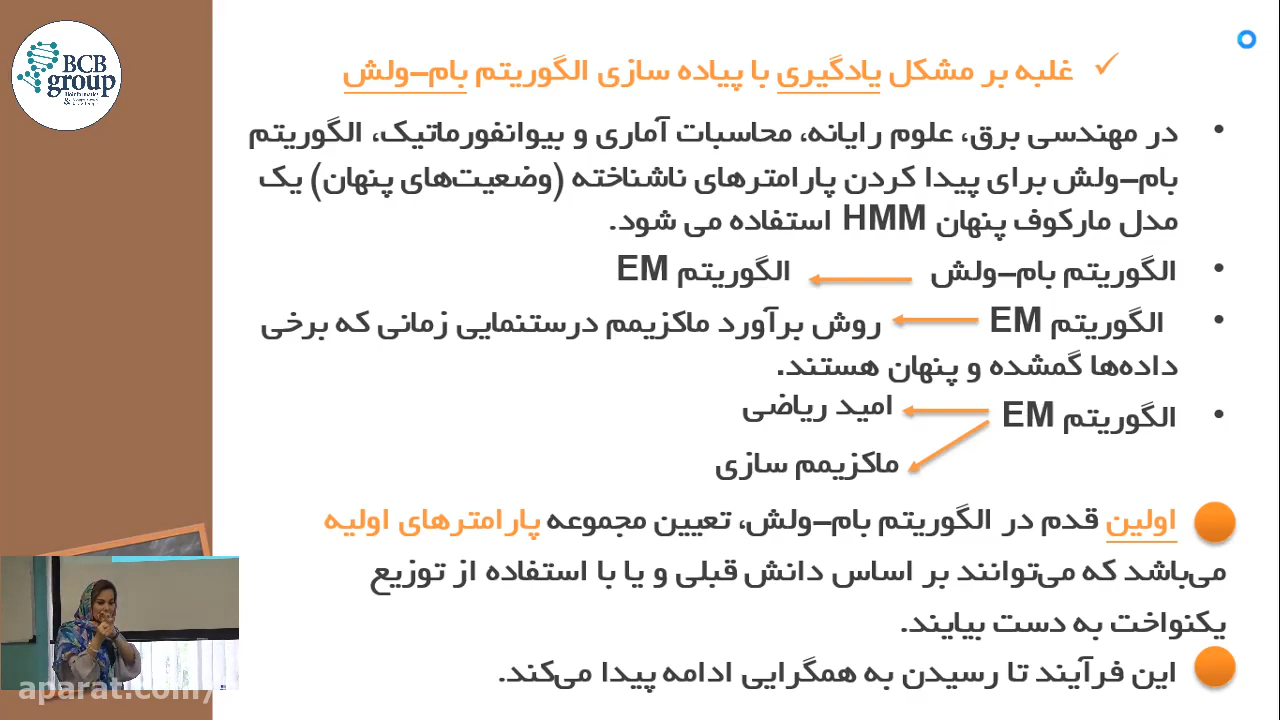 BCB
group
غلبه بر مشکل یادگیری با پیاده سازی الگوریتم بام-ولش
در مهندسی برق، علوم رایانه، محاسبات آماری و بیوانفورماتیک، الگوریتم
بام-ولش برای پیدا کردن پارامترهای ناشناخته (وضعیت‌های پنهان) یک
مدل مارکوف پنهان HMM استفاده می شود.
الگوریتم بام-ولش الگوریتم EM
الگوریتم EM روش برآورد ماکزیمم درستنمایی زمانی که برخی
داده‌ها گمشده و پنهان هستند.
الگوریتم EM امید ریاضی
ماکزیمم سازی
اولین قدم در الگوریتم بام-ولش، تعیین مجموعه پارامترهای اولیه
می‌باشد که می‌توانند بر اساس دانش قبلی و یا با استفاده از توزیع
یکنواخت به دست بیایند.
این فرآیند تا رسیدن به همگرایی ادامه پیدا می‌کند.
aparat.com/